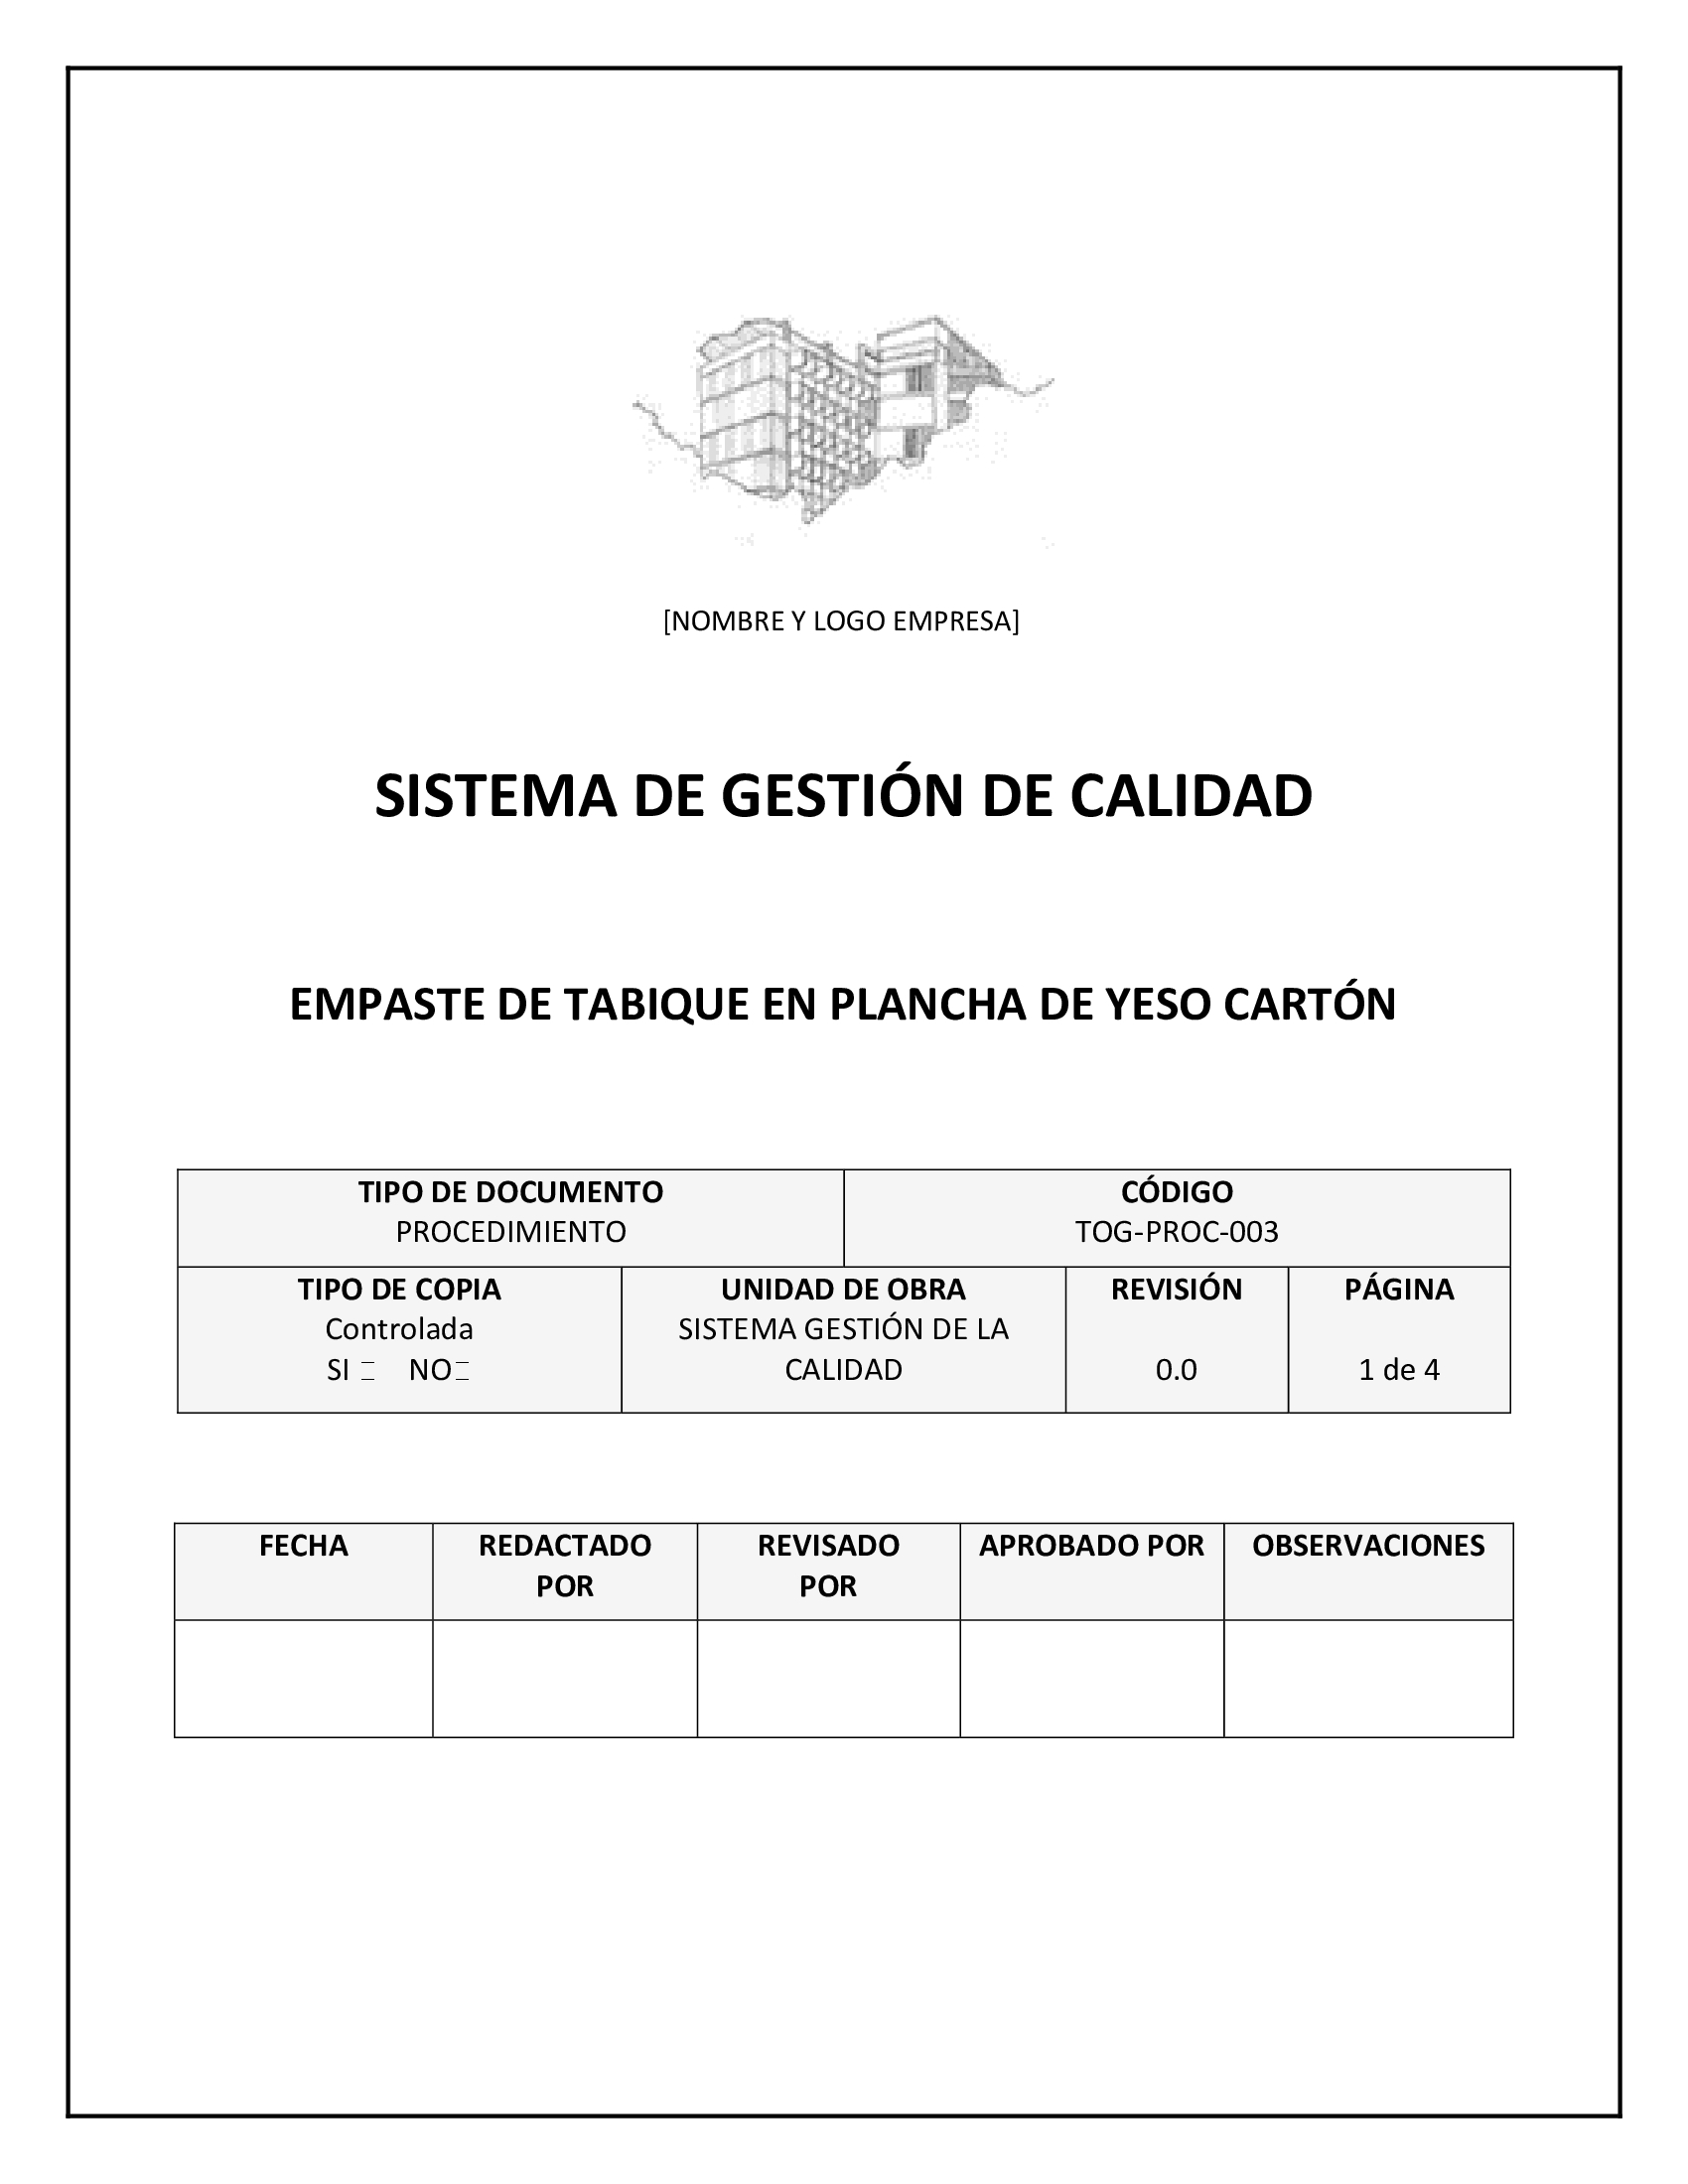 [NOMBRE Y LOGO EMPRESA]
SISTEMA DE GESTIÓN DE CALIDAD
EMPASTE DE TABIQUE EN PLANCHA DE YESO CARTÓN
TIPO DE DOCUMENTO
PROCEDIMIENTO
CÓDIGO
TOG-PROC-003
TIPO DE COPIA
Controlada
SI NO
UNIDAD DE OBRA
SISTEMA GESTIÓN DE LA
CALIDAD
REVISIÓN
0.0
PÁGINA
1 de 4
FECHA
REDACTADO
POR
REVISADO
POR
APROBADO POR
OBSERVACIONES